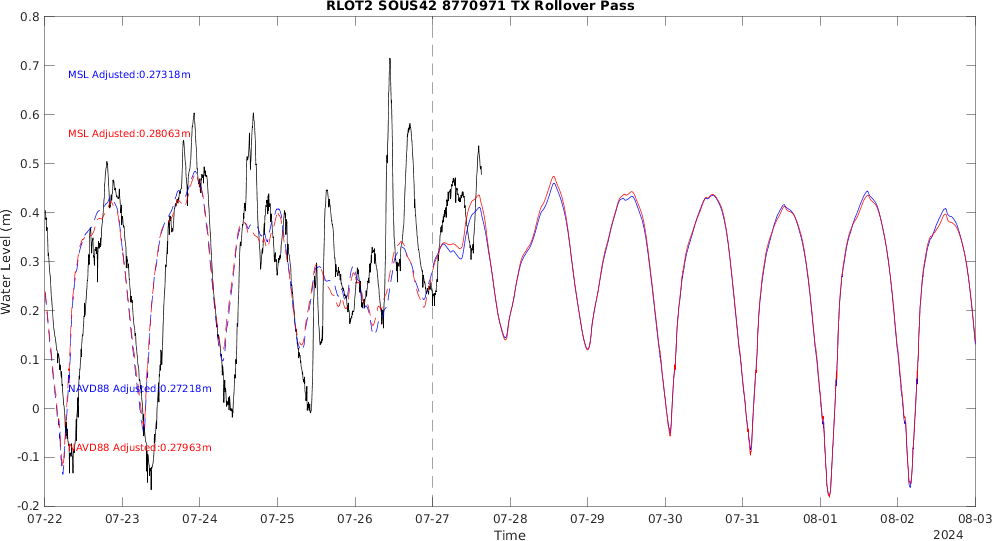 RLOT2 SOUS42 8770971 TX Rollover Pass
0.8
0.7
MSL Adjusted:0.27318m
0.6
MSL Adjusted:0.28063m
0.5
0.4
0.3
0.2
0.1
NAVD88 Adjusted:0.27218m
0
NAVD88 Adjusted:0.27963m
-0.1
-0.2
Water Level (m)
07-22 07-23 07-24 07-25 07-26 07-27 07-28 07-29 07-30 07-31 08-01 08-02 08-03
Time
2024